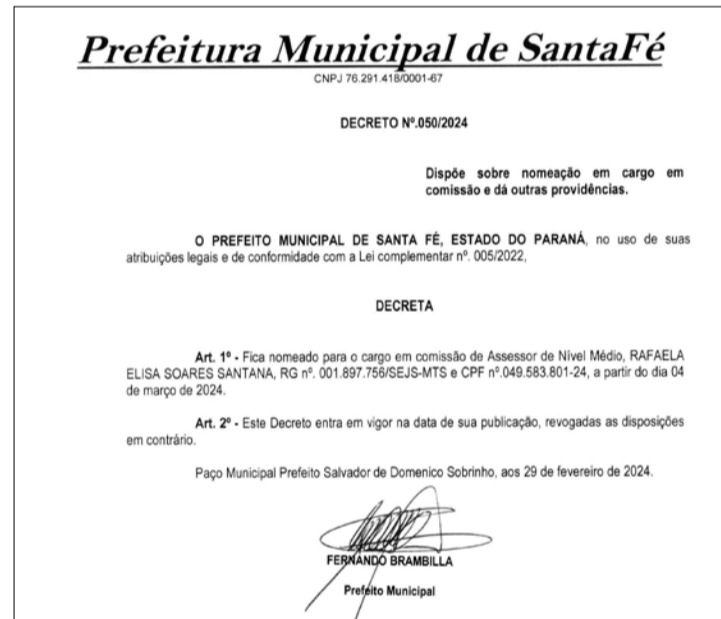 Prefeitura Municipal de SantaFé
CNPJ 76.291.418/0001-67
DECRETO Nº.050/2024
Dispõe sobre nomeação em cargo em
comissão e dá outras providências.
O PREFEITO MUNICIPAL DE SANTA FÉ, ESTADO DO PARANÁ, no uso de suas
atribuições legais e de conformidade com a Lei complementar nº. 005/2022,
DECRETA
Art. 1º - Fica nomeado para o cargo em comissão de Assessor de Nível Médio, RAFAELA
ELISA SOARES SANTANA, RG nº. 001.897.756/SEJS-MTS e CPF nº.049.583.801-24, a partir do dia 04
de março de 2024.
Art. 2º - Este Decreto entra em vigor na data de sua publicação, revogadas as disposições
em contrário.
Paço Municipal Prefeito Salvador de Domenico Sobrinho, aos 29 de fevereiro de 2024.
FERNANDO BRAMBILLA
Prefeito Municipal